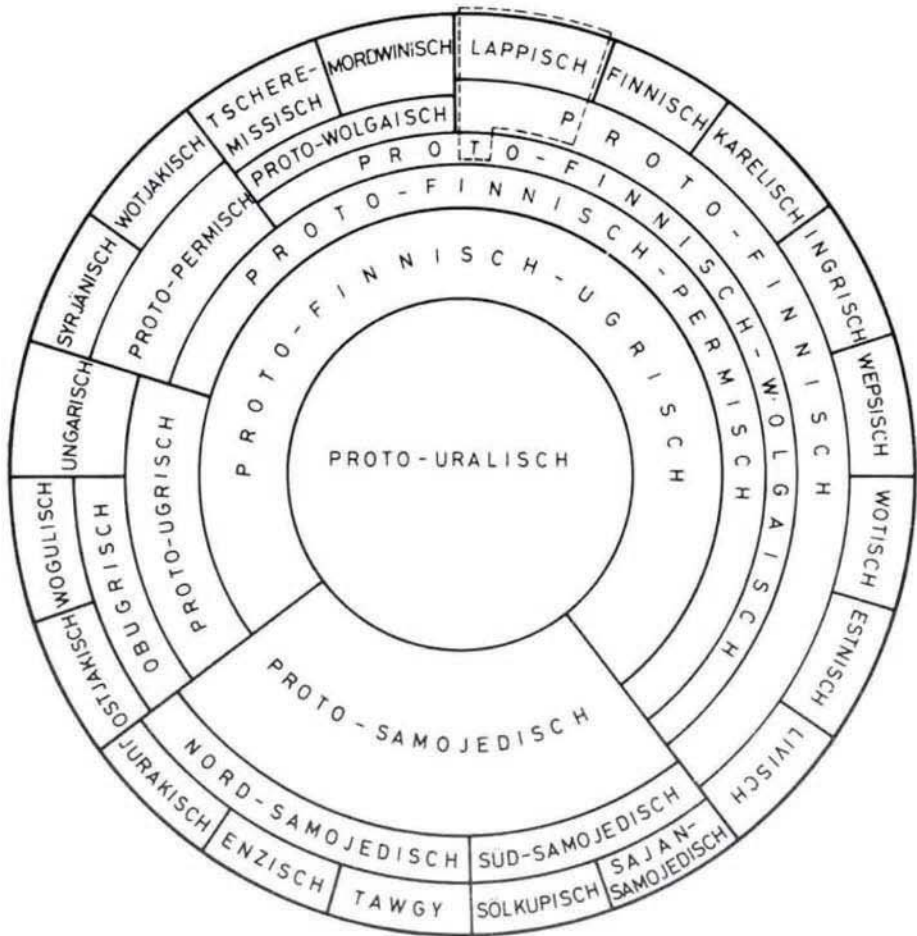 PROTO-URALISCH
PROTO-FINNISCH-UGRISCH
PROTO-SAMOJEDISCH
PROTO-FINNISCH-PERMISCH
PROTO-UGRISCH
PROTO-FINNISCH-WOLGAISCH
PROTO-WOLGAISCH
PROTO-FINNISCH
PROTO-PERMISCH
OBUGRISCH
NORD-SAMOJEDISCH
SÜD-SAMOJEDISCH
LAPPISCH
FINNISCH
KARELISCH
INGRISCH
WEPSISCH
WOTISCH
ESTNISCH
LIVISCH
SAJAN-
SAMOJEDISCH
SÖLKUPISCH
TAWGY
ENZISCH
JURAKISCH
OSTJAKISCH
WOGULISCH
UNGARISCH
SYRJÄNISCH
WOTJAKISCH
TSCHERE-
MISSISCH
MORDWINISCH